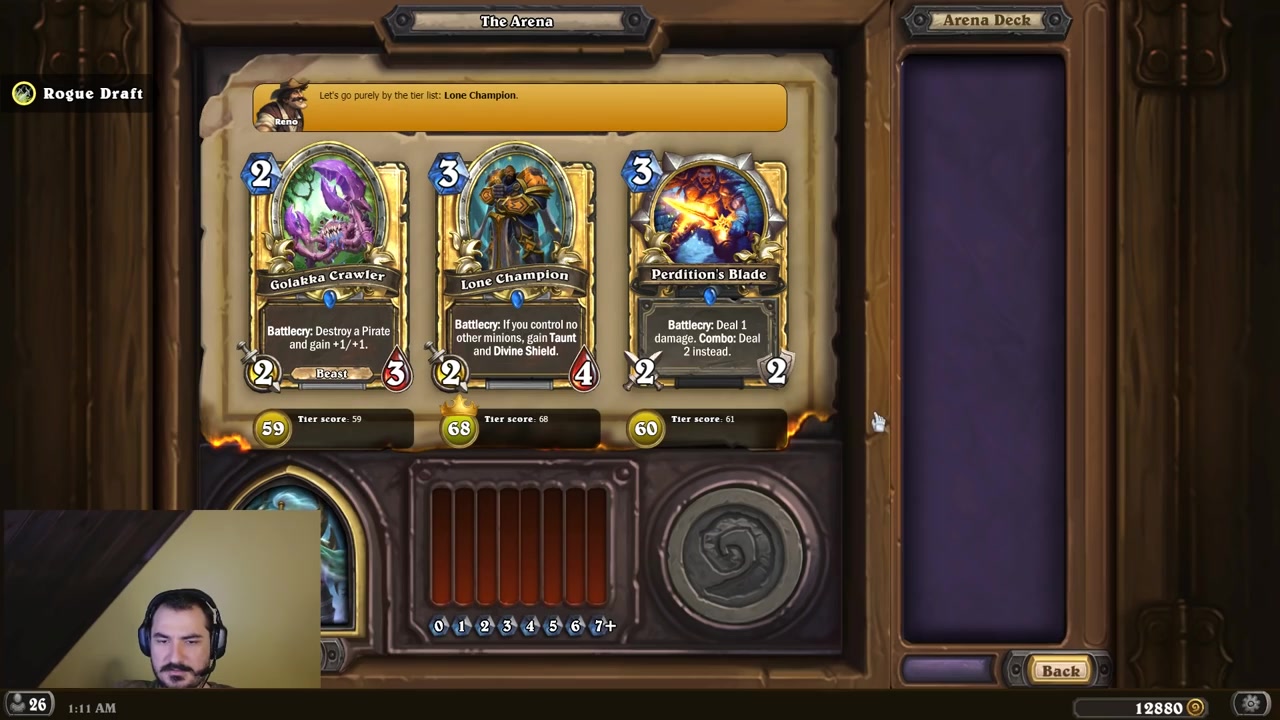 The Arena
Arena Deck
Rogue Draft
Let's go purely by the tier list: Lone Champion.
Reno
2
3
3
Golakka Crawler
Lone Champion
Perdition's Blade
Battlecry: Destroy a Pirate
and gain +1/+1.
Battlecry: If you control no
other minions, gain Taunt
and Divine Shield.
Battlecry: Deal 1
damage. Combo: Deal
2 instead.
2
Beast
3
2
4
2
2
59
Tier score: 59
68
Tier score: 68
60
Tier score: 61
0 1 2 3 4 5 6 7+
Back
26
1:11 AM
12880